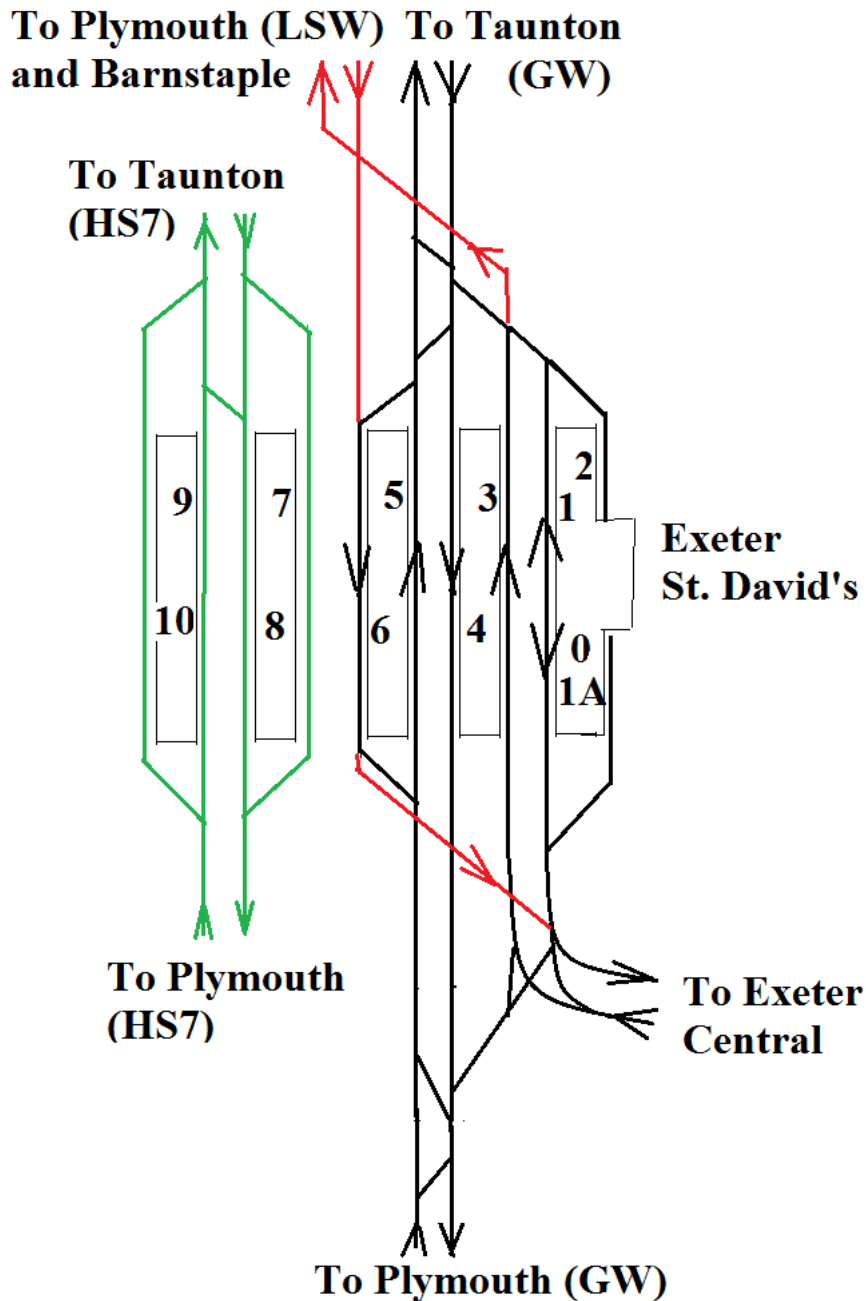 To Plymouth (LSW)
and Barnstaple
To Taunton
(GW)
To Taunton
(HS7)
9
7
5
3
2
1
Exeter
St. David's
10
8
6
4
0
1A
To Plymouth
(HS7)
To Exeter
Central
To Plymouth (GW)